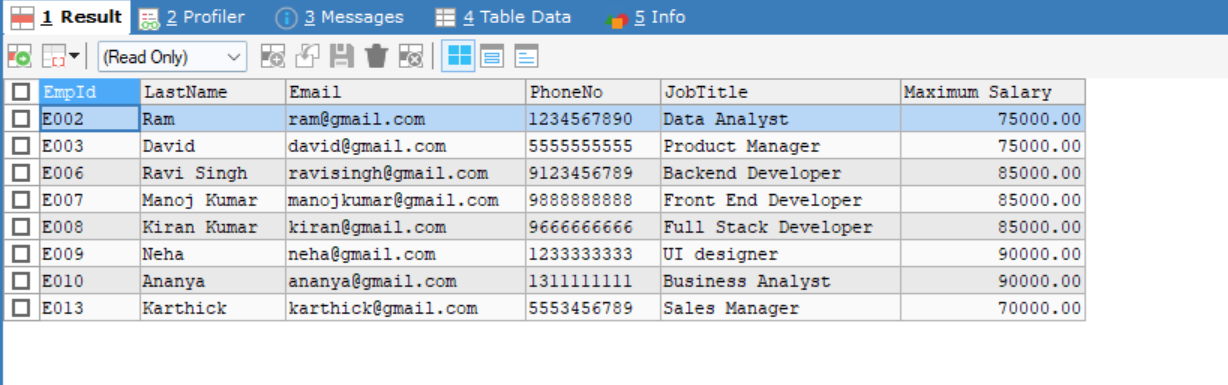 1 Result 2 Profiler 3 Messages 4 Table Data 5 Info
(Read Only)
EmpId LastName Email PhoneNo JobTitle Maximum Salary
E002 Ram ram@gmail.com 1234567890 Data Analyst 75000.00
E003 David david@gmail.com 5555555555 Product Manager 75000.00
E006 Ravi Singh ravisingh@gmail.com 9123456789 Backend Developer 85000.00
E007 Manoj Kumar manojkumar@gmail.com 9888888888 Front End Developer 85000.00
E008 Kiran Kumar kiran@gmail.com 9666666666 Full Stack Developer 85000.00
E009 Neha neha@gmail.com 1233333333 UI designer 90000.00
E010 Ananya ananya@gmail.com 1311111111 Business Analyst 90000.00
E013 Karthick karthick@gmail.com 5553456789 Sales Manager 70000.00